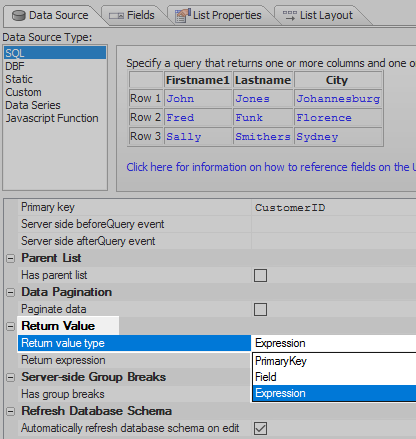 Data Source Fields List Properties List Layout
Data Source Type:
SQL
DBF
Static
Custom
Data Series
Javascript Function
Specify a query that returns one or more columns and one o
Firstname1 Lastname City
Row 1 John Jones Johannesburg
Row 2 Fred Funk Florence
Row 3 Sally Smithers Sydney
Click here for information on how to reference fields on the U
Primary key CustomerID
Server side beforeQuery event
Server side afterQuery event
Parent List
Has parent list
Data Pagination
Paginate data
Return Value
Return value type Expression
Return expression PrimaryKey
Field
Server-side Group Breaks Expression
Has group breaks
Refresh Database Schema
Automatically refresh database schema on edit